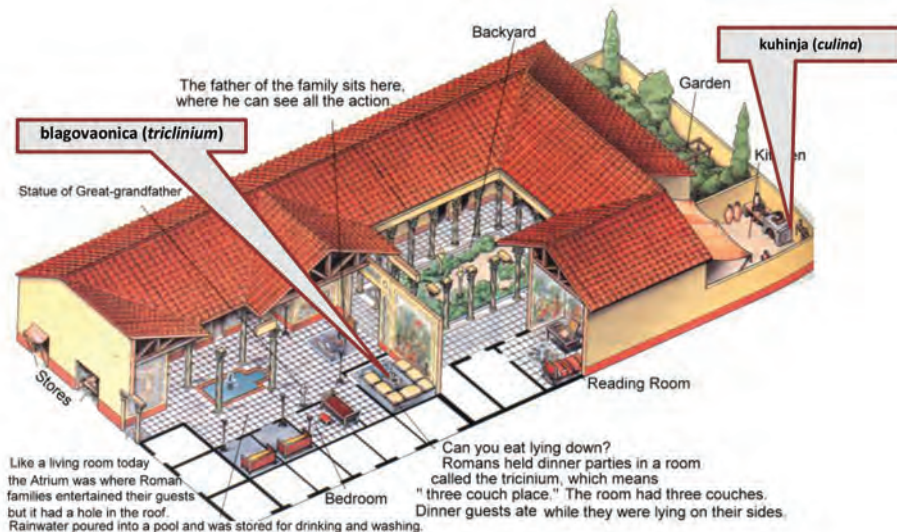 Backyard
kuhinja (culina)
The father of the family sits here,
where he can see all the action.
Garden
blagovaonica (triclinium)
Statue of Great-grandfather
Stores
Reading Room
Like a living room today
the Atrium was where Roman
families entertained their guests
but it had a hole in the roof.
Rainwater poured into a pool and was stored for drinking and washing.
Bedroom
Can you eat lying down?
Romans held dinner parties in a room
called the tricinium, which means
" three couch place." The room had three couches.
Dinner guests ate while they were lying on their sides.